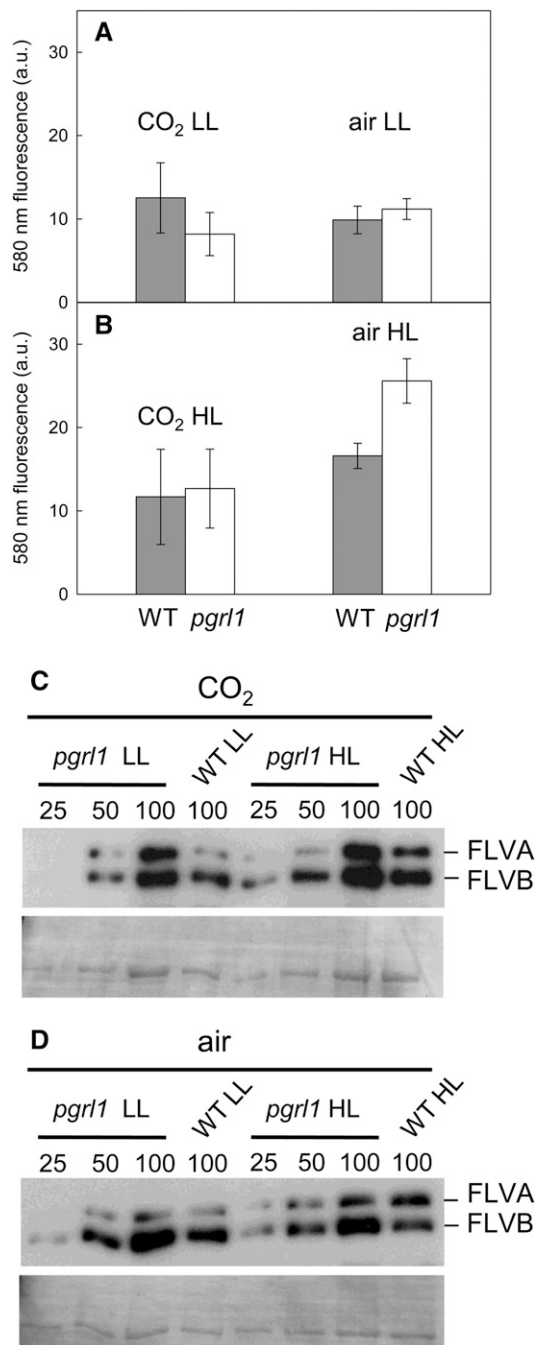 A
580 nm fluorescence (a.u.)
30
20
10
0
CO₂ LL
air LL
B
580 nm fluorescence (a.u.)
30
20
10
0
CO₂ HL
air HL
WT pgrl1
WT pgrl1
C
CO₂
pgrl1 LL
WT LL
pgrl1 HL
WT HL
25 50 100 100 25 50 100 100
FLVA
FLVB
D
air
pgrl1 LL
WT LL
pgrl1 HL
WT HL
25 50 100 100 25 50 100 100
FLVA
FLVB